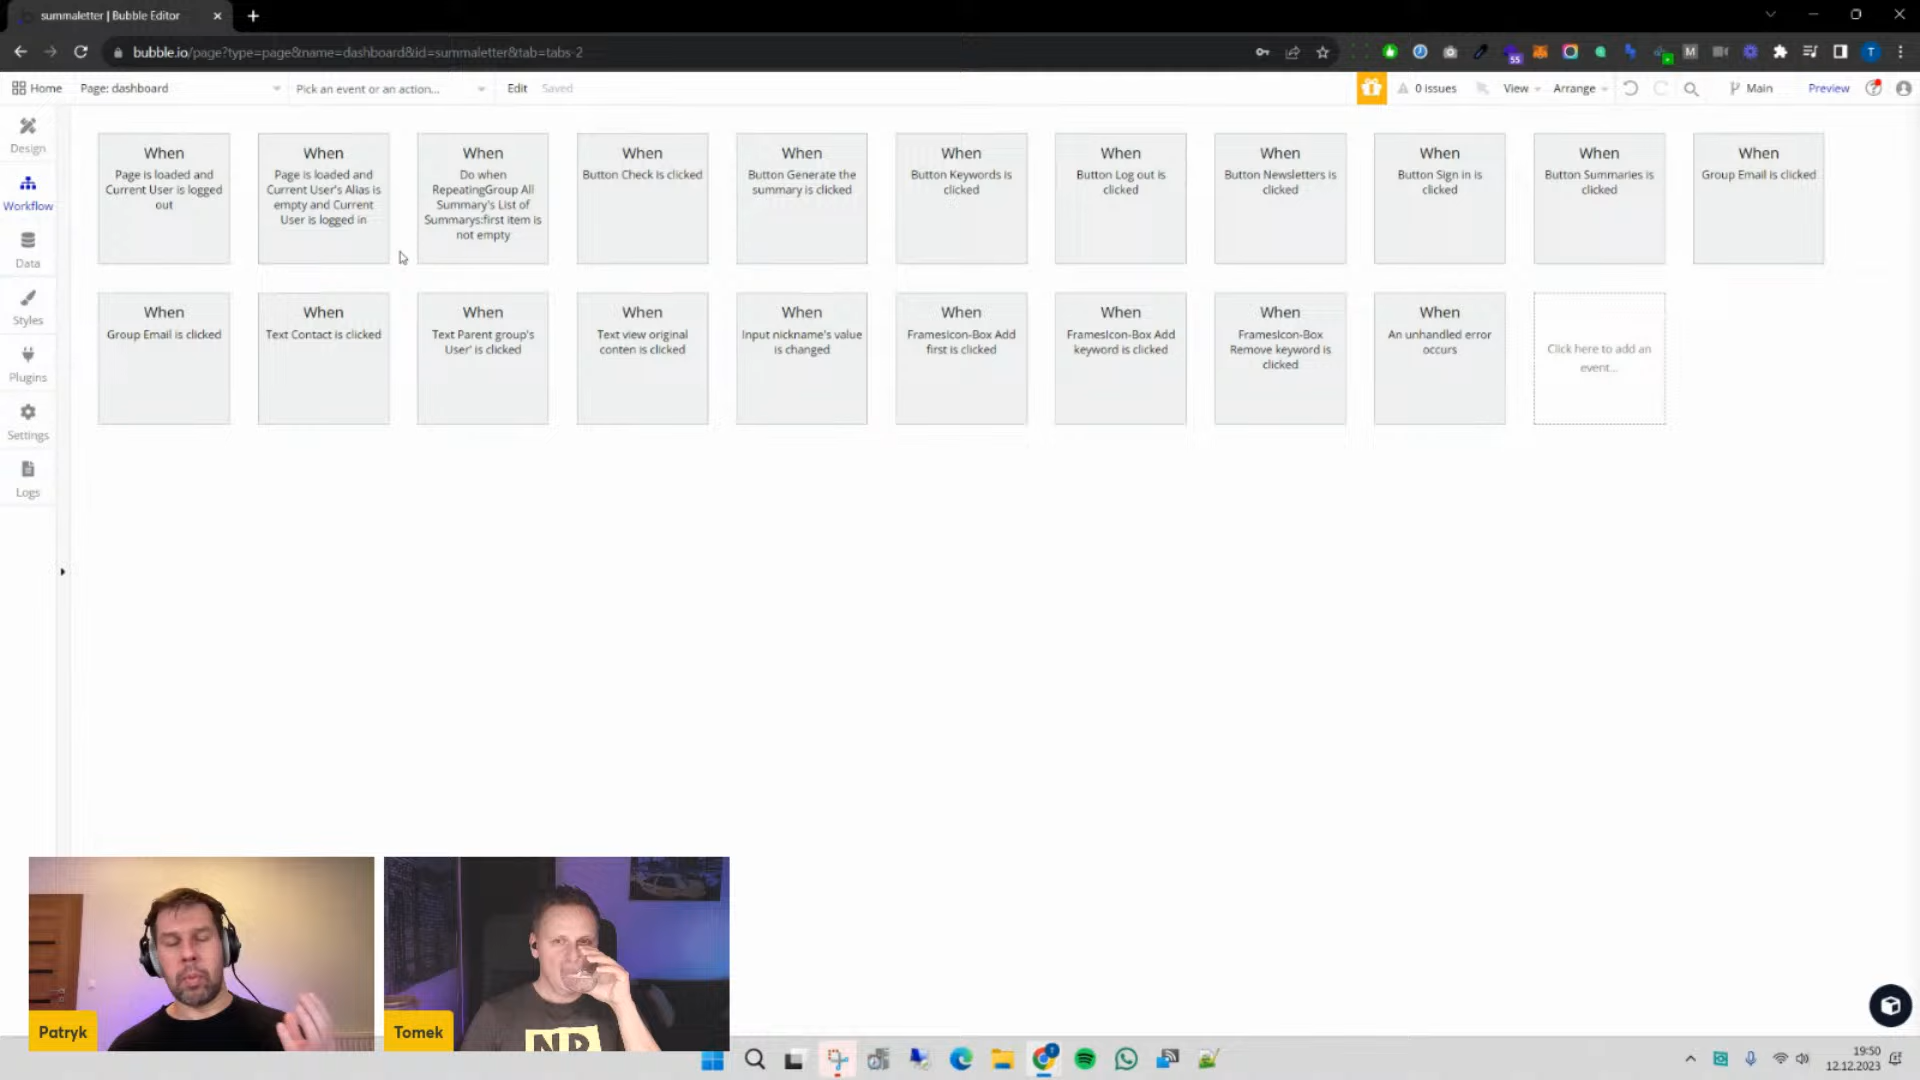 summaletter | Bubble Editor
bubble.io/page?type=page&name=dashboard&id=summaletter&tab=tabs-2
55
M
T
Home
Page: dashboard
Pick an event or an action...
Edit
Saved
0 issues
View
Arrange
Main
Preview
Design
Workflow
Data
Styles
Plugins
Settings
Logs
When
Page is loaded and
Current User is logged
out
When
Page is loaded and
Current User's Alias is
empty and Current
User is logged in
When
Do when
RepeatingGroup All
Summary's List of
Summarys:first item is
not empty
When
Button Check is clicked
When
Button Generate the
summary is clicked
When
Button Keywords is
clicked
When
Button Log out is
clicked
When
Button Newsletters is
clicked
When
Button Sign in is
clicked
When
Button Summaries is
clicked
When
Group Email is clicked
When
Group Email is clicked
When
Text Contact is clicked
When
Text Parent group's
User' is clicked
When
Text view original
conten is clicked
When
Input nickname's value
is changed
When
FramesIcon-Box Add
first is clicked
When
FramesIcon-Box Add
keyword is clicked
When
FramesIcon-Box
Remove keyword is
clicked
When
An unhandled error
occurs
Click here to add an
event...
Patryk
Tomek
19:50
12.12.2023